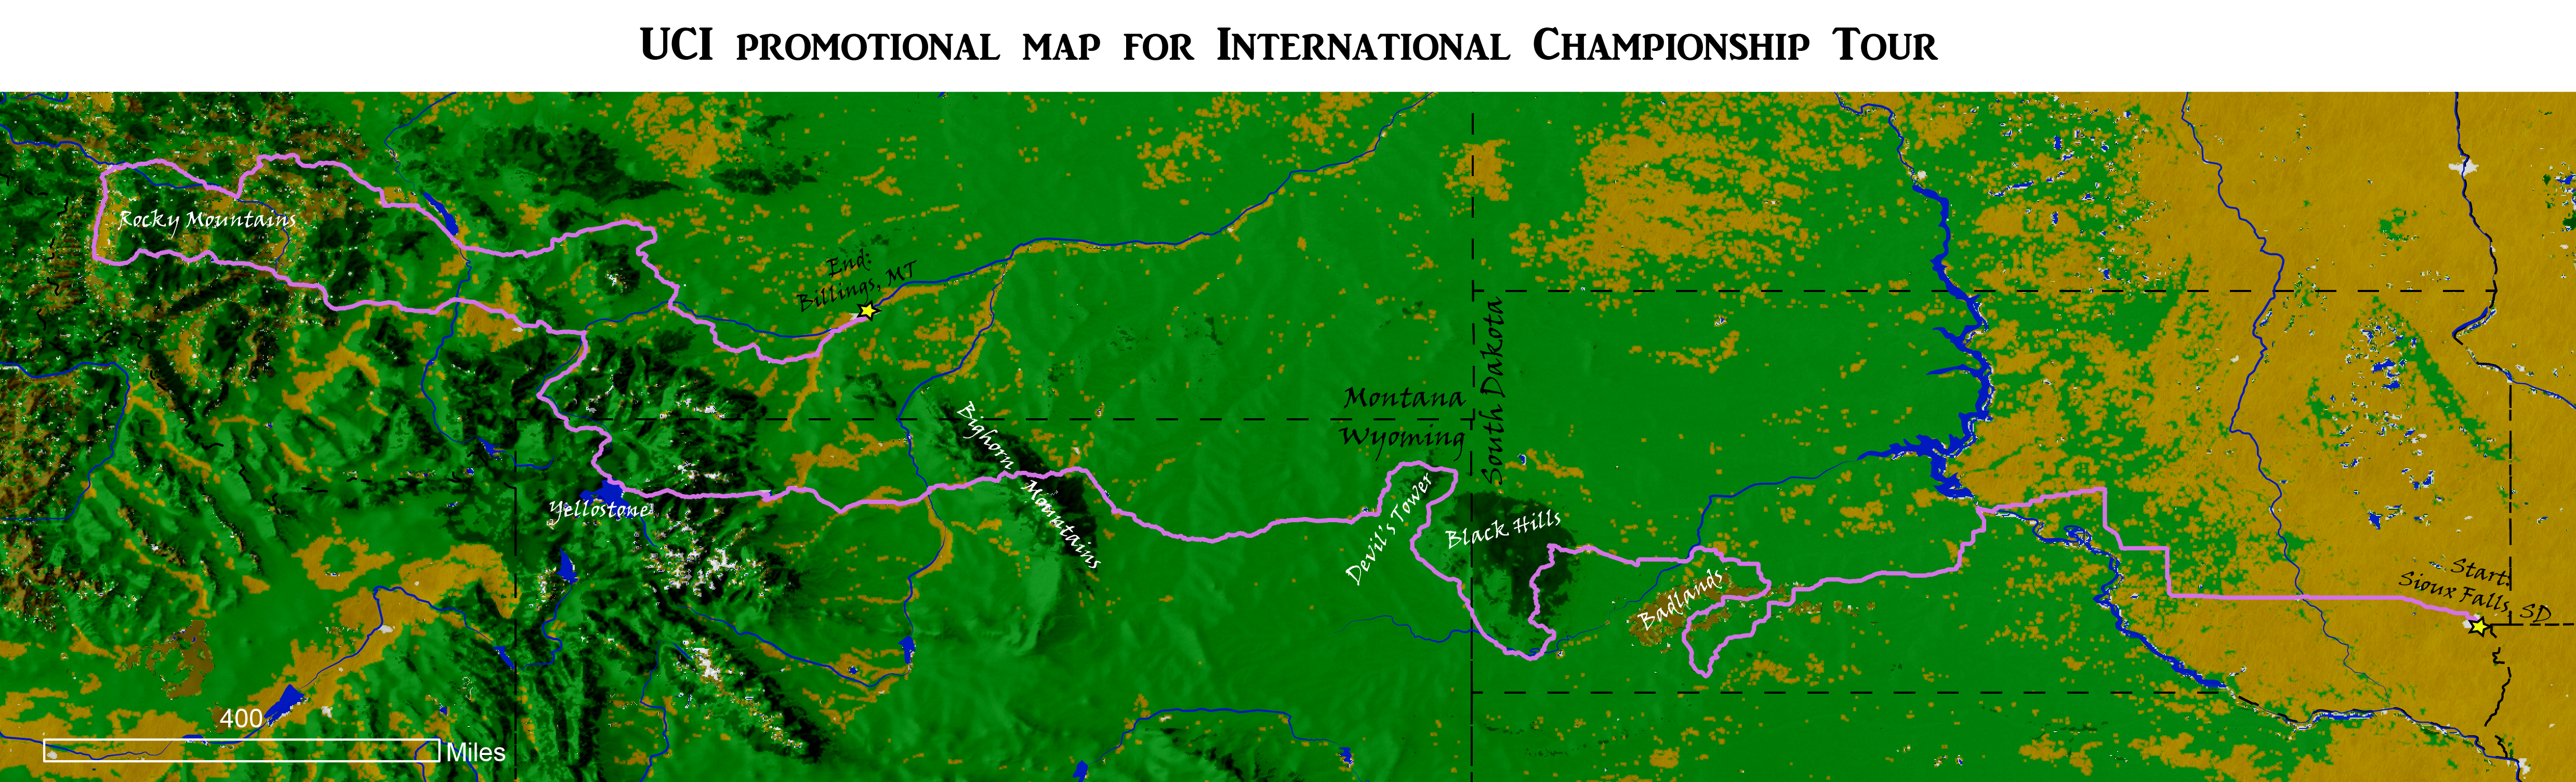 UCI promotional map for International Championship Tour
Rocky Mountains
End:
Billings, MT
Montana
Wyoming
South Dakota
Bighorn
Mountains
Yellostone
Devil's Tower
Black Hills
Badlands
Start:
Sioux Falls, SD
400
Miles